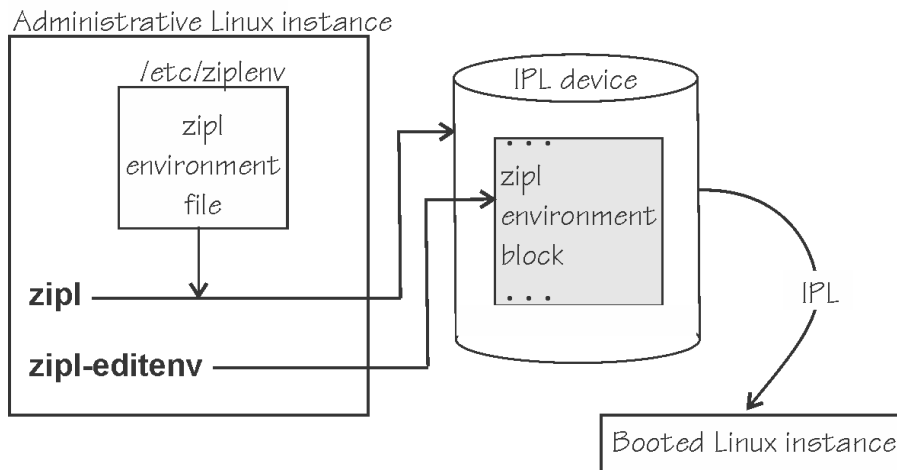 Administrative Linux instance
/etc/ziplenv
zipl
environment
file
zipl
zipl-editenv
IPL device
• • •
zipl
environment
block
• • •
IPL
Booted Linux instance